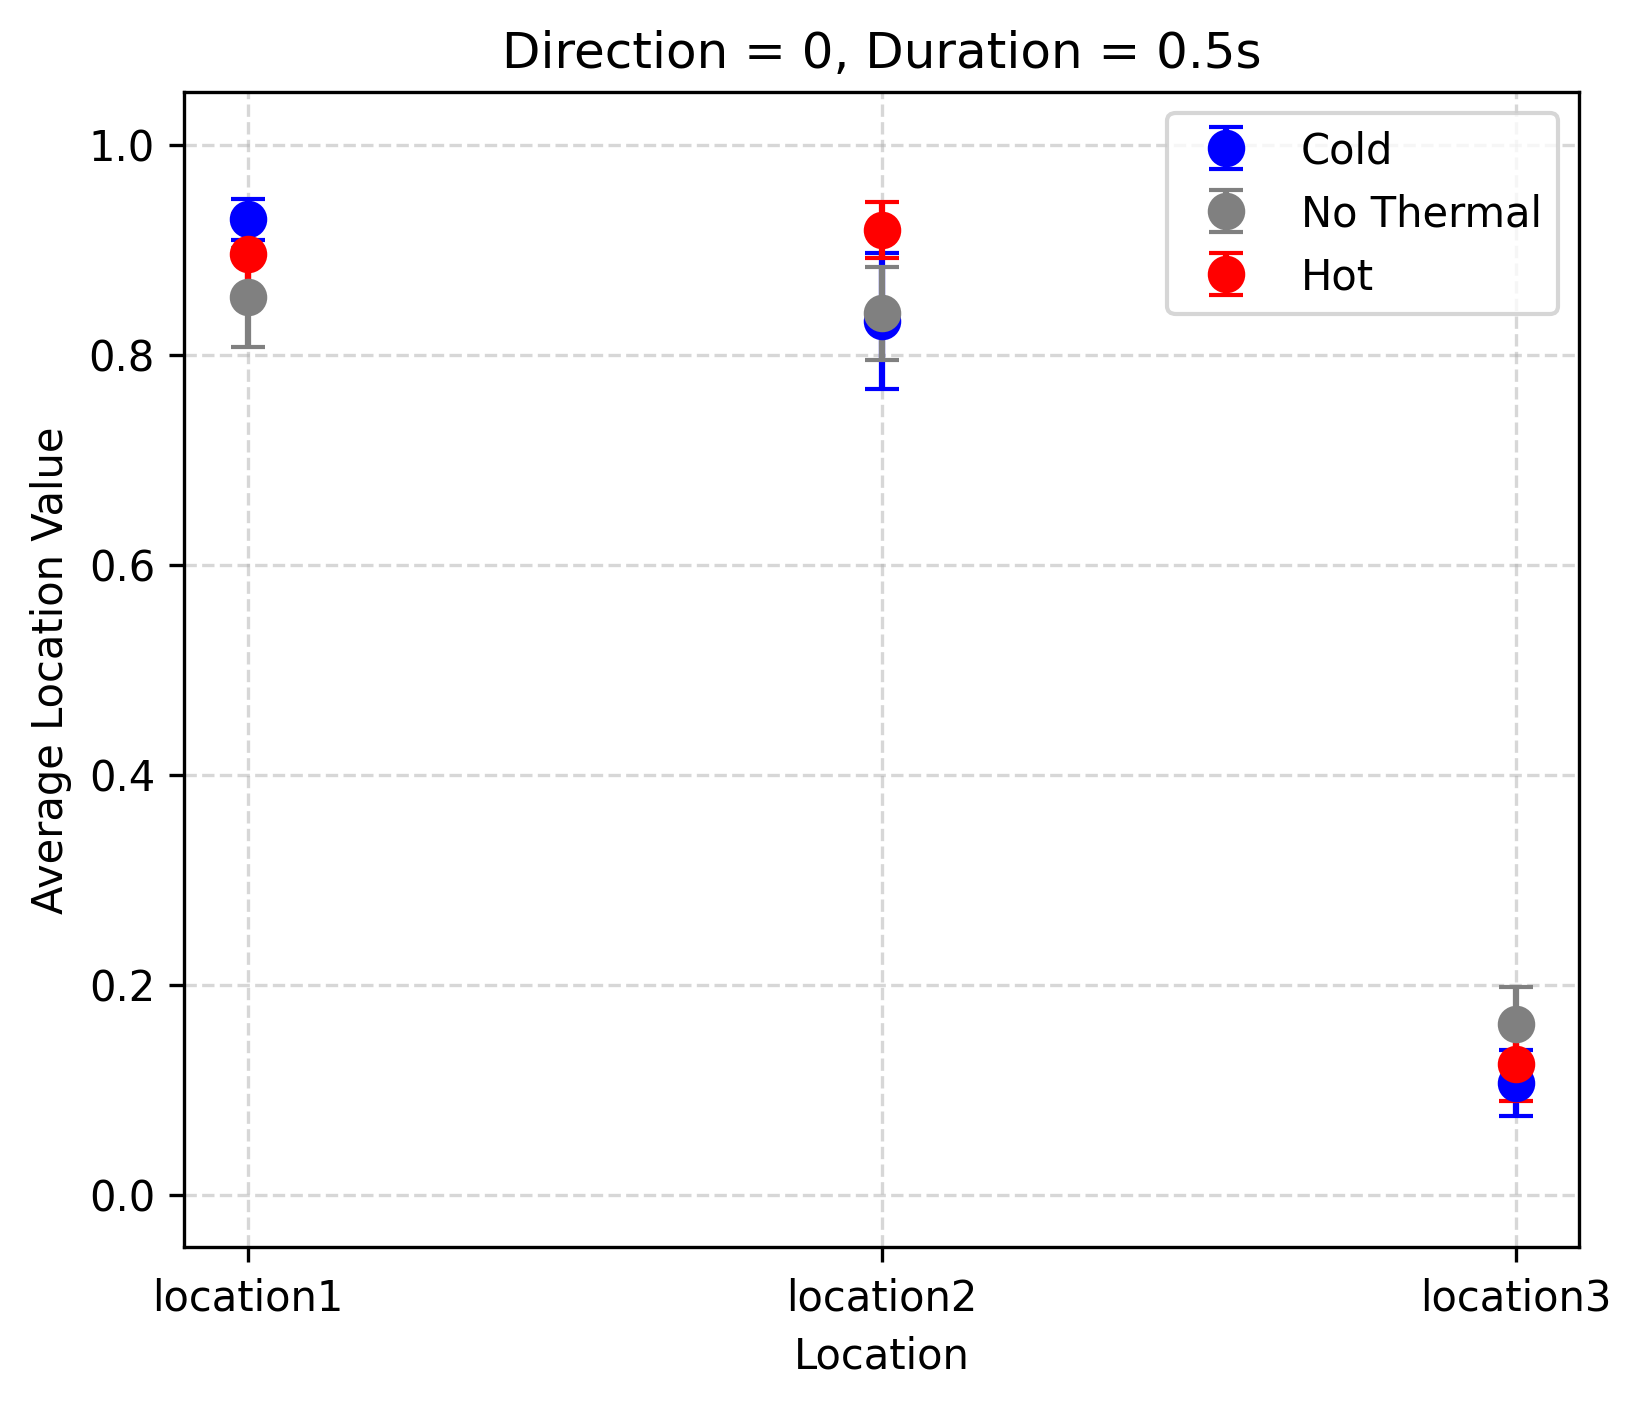 Direction = 0, Duration = 0.5s
Cold
No Thermal
Hot
1.0
0.8
0.6
0.4
0.2
0.0
Average Location Value
location1
location2
location3
Location